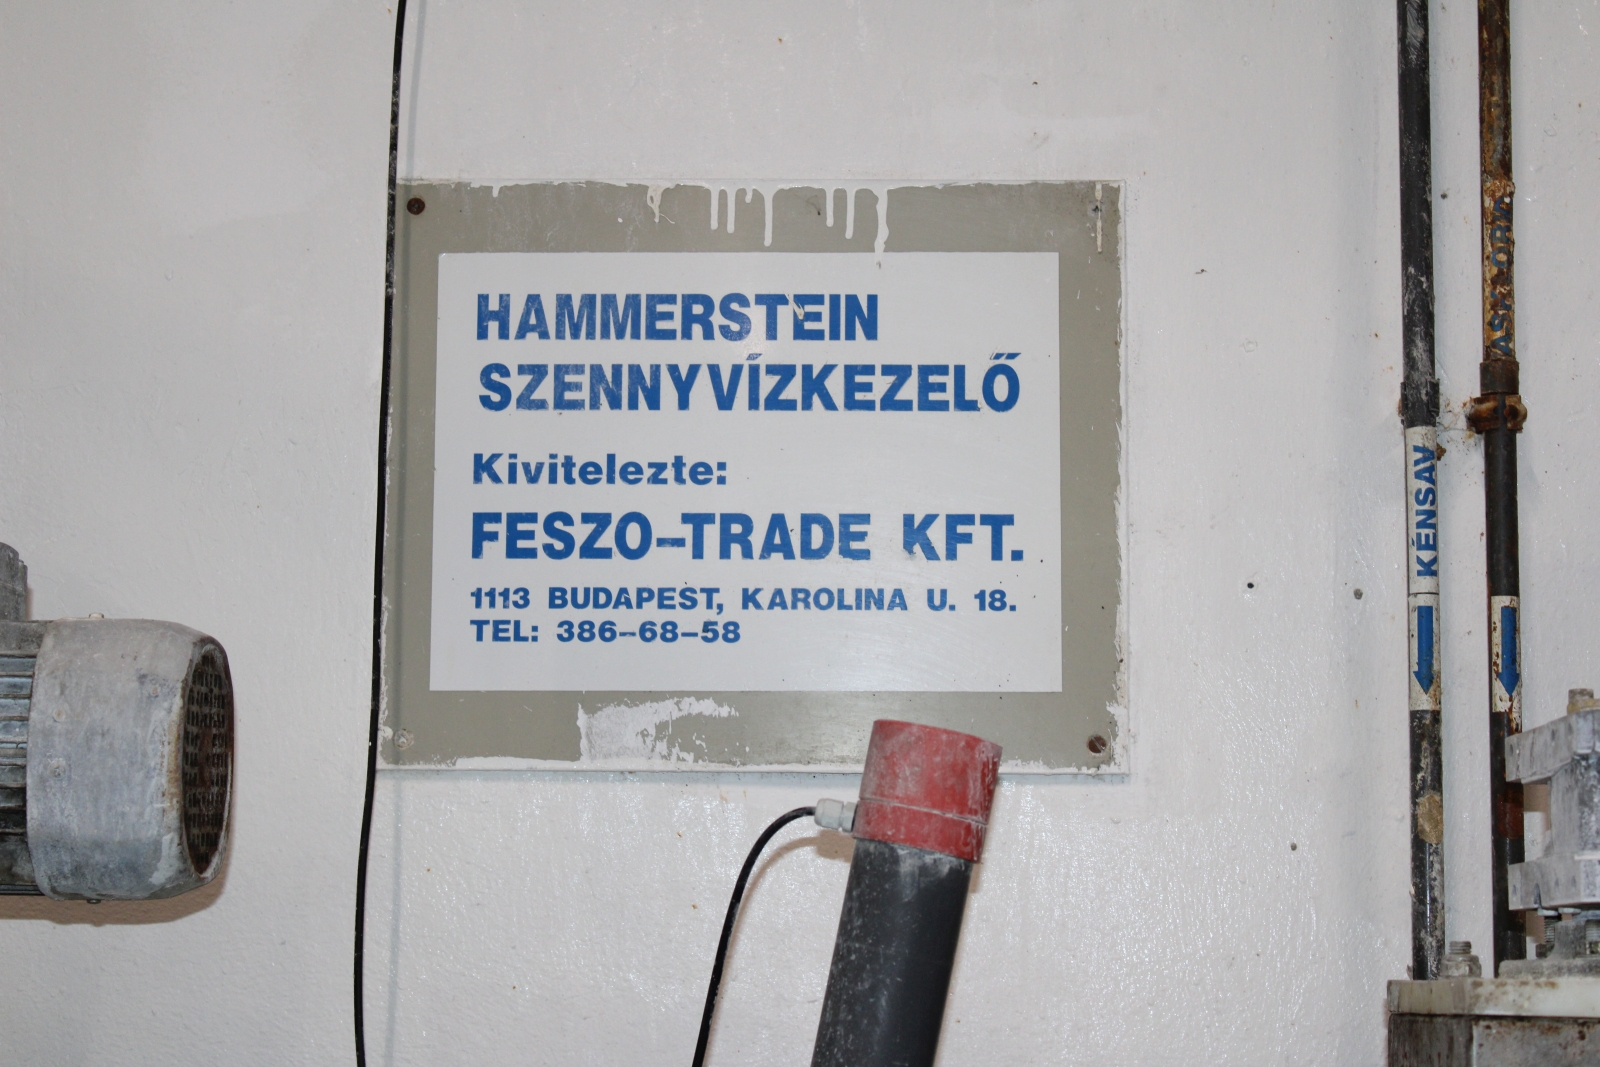 HAMMERSTEIN
SZENNYVÍZKEZELŐ
Kivitelezte:
FESZO-TRADE KFT.
1113 BUDAPEST, KAROLINA U. 18.
TEL: 386-68-58
KÉNSAV